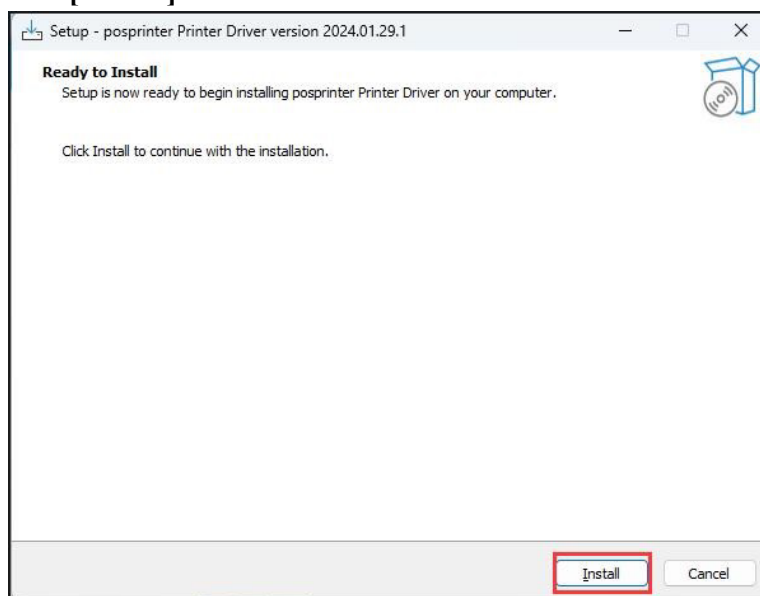 Setup - posprinter Printer Driver version 2024.01.29.1
Ready to Install
Setup is now ready to begin installing posprinter Printer Driver on your computer.
Click Install to continue with the installation.
Install
Cancel